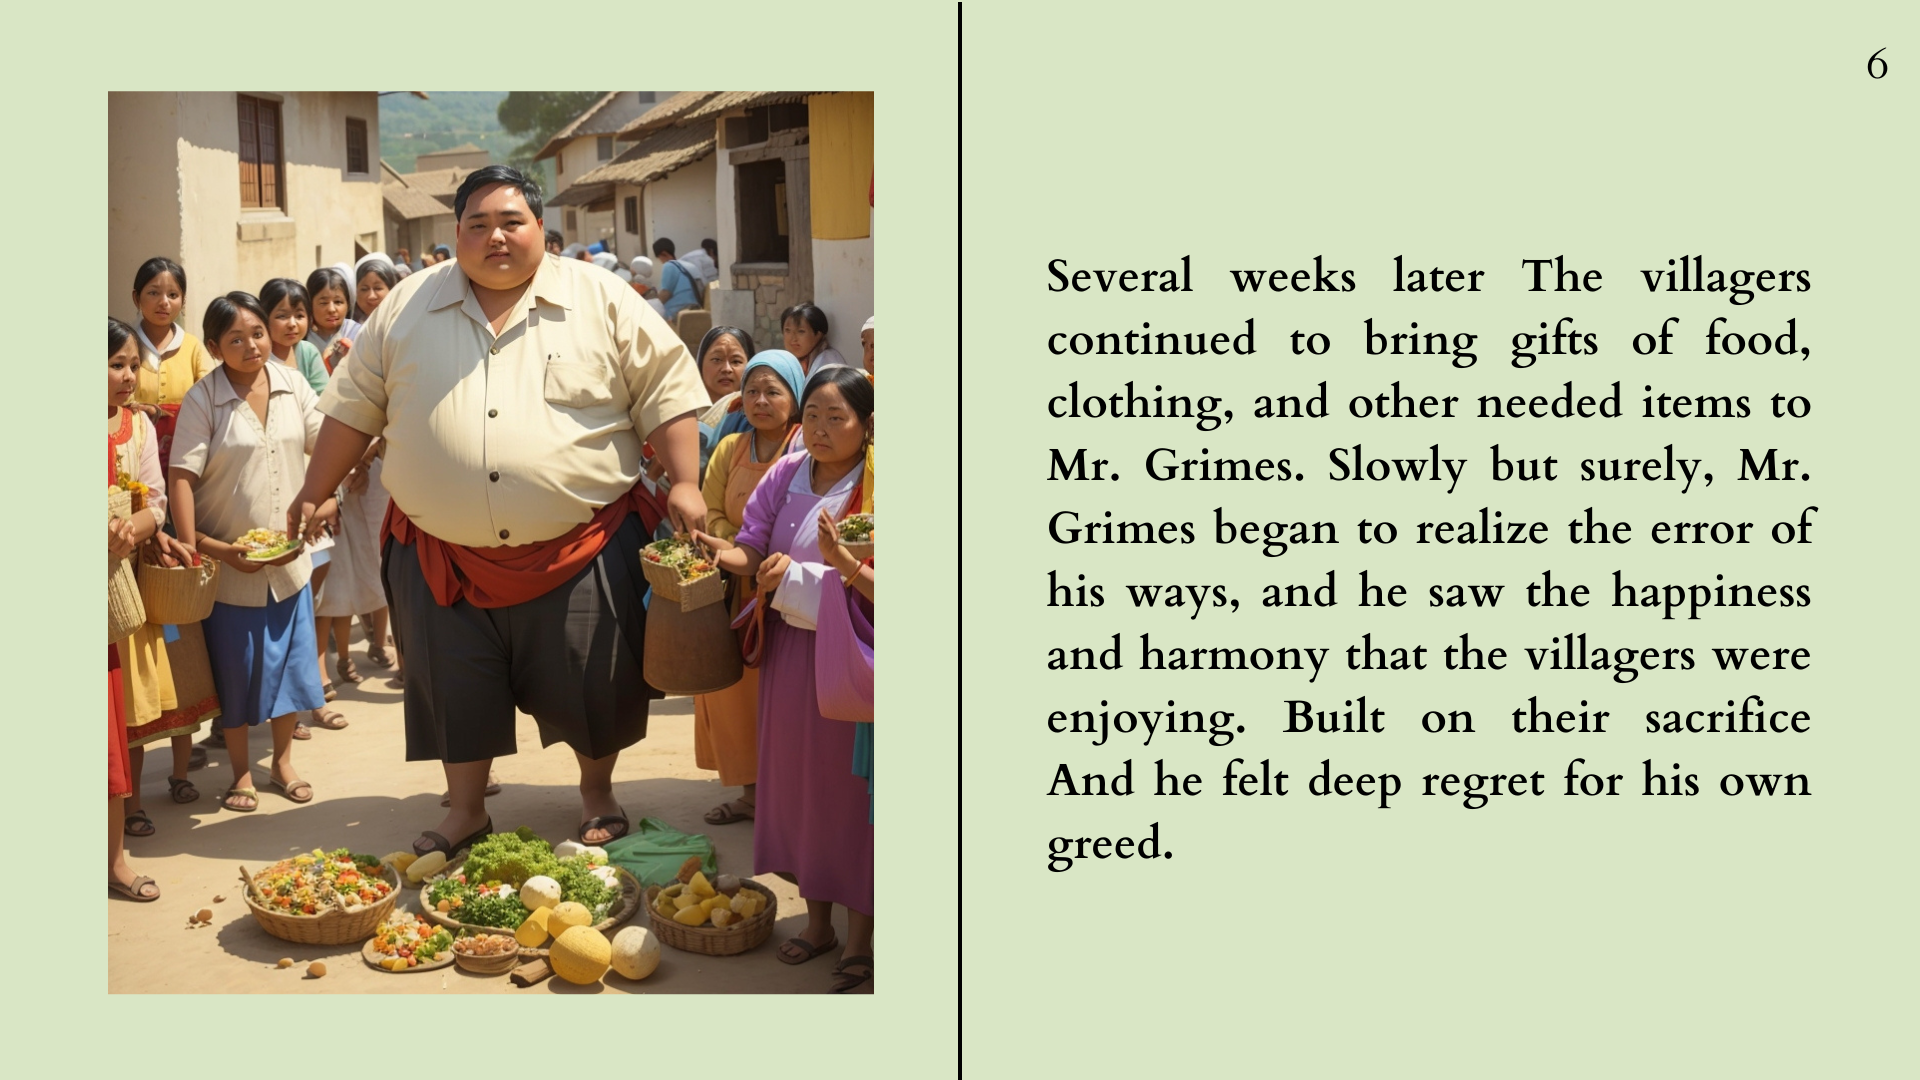 6
Several weeks later The villagers
continued to bring gifts of food,
clothing, and other needed items to
Mr. Grimes. Slowly but surely, Mr.
Grimes began to realize the error of
his ways, and he saw the happiness
and harmony that the villagers were
enjoying. Built on their sacrifice
And he felt deep regret for his own
greed.